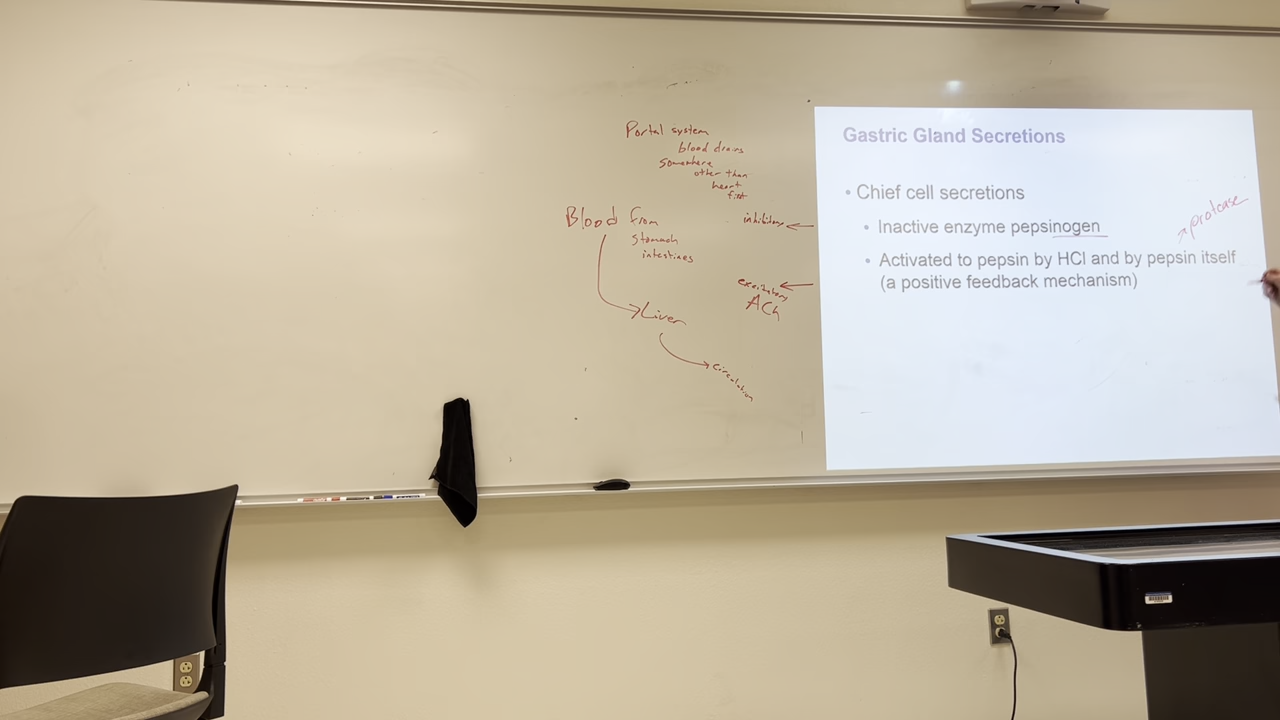 Portal system
blood drains
somewhere
other than
heart
first
Blood from
stomach
intestines
Liver
circulation
inhibitory
excitatory
ACh
Gastric Gland Secretions
• Chief cell secretions
• Inactive enzyme pepsinogen
protease
• Activated to pepsin by HCl and by pepsin itself
(a positive feedback mechanism)